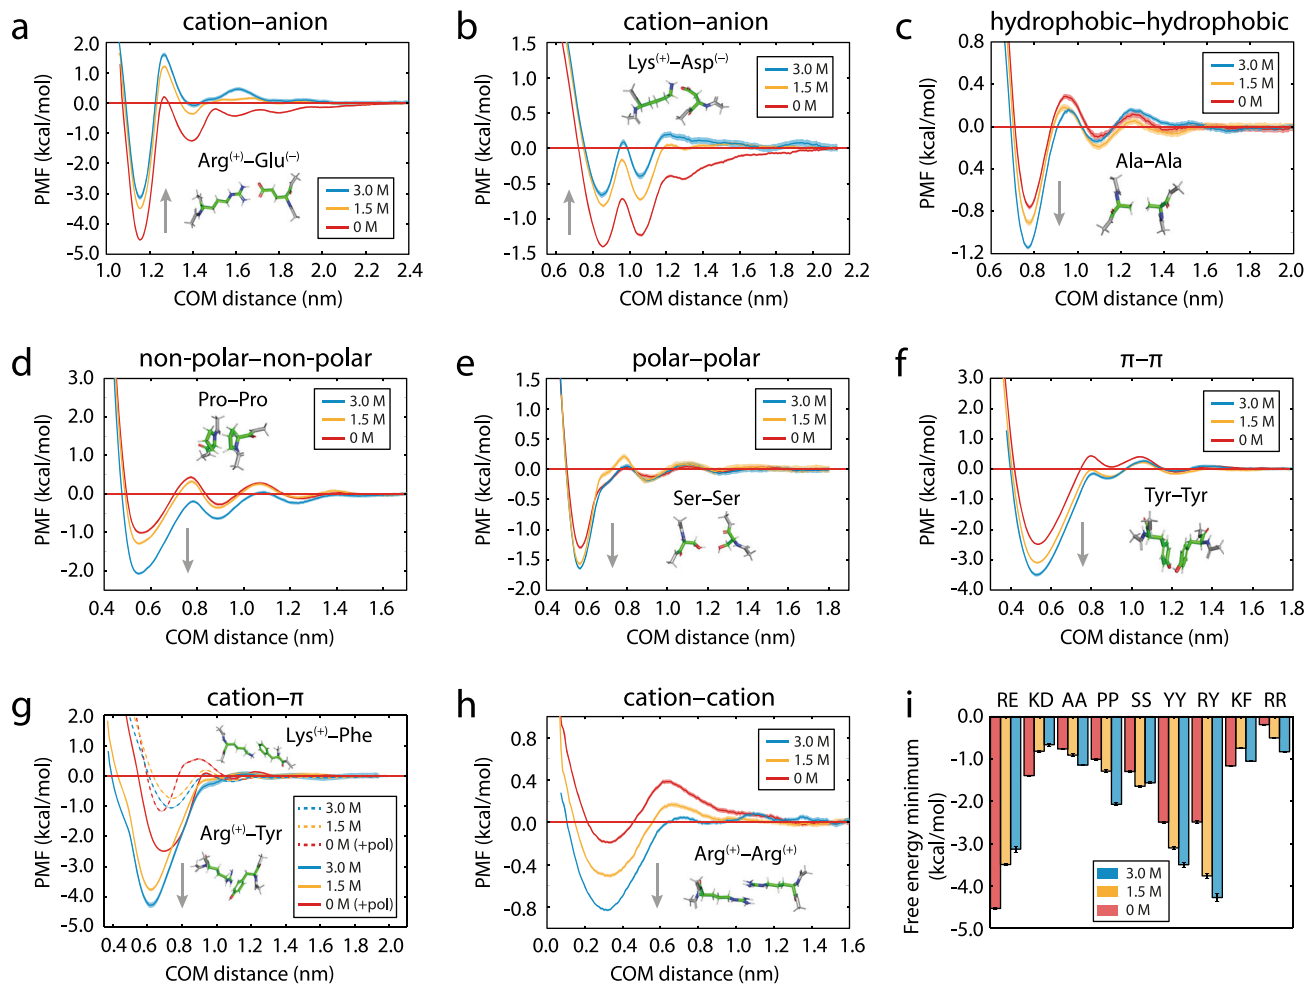 a
cation–anion
2.0
1.0
0.0
-1.0
-2.0
-3.0
-4.0
-5.0
PMF (kcal/mol)
Arg(+)–Glu(–)
3.0 M
1.5 M
0 M
1.0 1.2 1.4 1.6 1.8 2.0 2.4
COM distance (nm)
b
cation–anion
1.5
1.0
0.5
0.0
-0.5
-1.0
-1.5
PMF (kcal/mol)
Lys(+)–Asp(–)
3.0 M
1.5 M
0 M
0.6 0.8 1.0 1.2 1.4 1.6 1.8 2.0 2.2
COM distance (nm)
c
hydrophobic–hydrophobic
0.8
0.4
0.0
0.4
-0.8
-1.2
PMF (kcal/mol)
3.0 M
1.5 M
0 M
Ala–Ala
0.6 0.8 1.0 1.2 1.4 1.6 1.8 2.0
COM distance (nm)
d
non-polar–non-polar
3.0
2.0
1.0
0.0
-1.0
-2.0
PMF (kcal/mol)
Pro–Pro
3.0 M
1.5 M
0 M
0.4 0.6 0.8 1.0 1.2 1.4 1.6
COM distance (nm)
e
polar–polar
1.5
1.0
0.5
0.0
-0.5
-1.0
-1.5
2.0
PMF (kcal/mol)
3.0 M
1.5 M
0 M
Ser–Ser
0.4 0.6 0.8 1.0 1.2 1.4 1.6 1.8
COM distance (nm)
f
π–π
3.0
2.0
1.0
0.0
-1.0
-2.0
-3.0
-4.0
PMF (kcal/mol)
3.0 M
1.5 M
0 M
Tyr–Tyr
0.4 0.6 0.8 1.0 1.2 1.4 1.6 1.8
COM distance (nm)
g
cation–π
2.0
1.0
0.0
-1.0
-2.0
-3.0
-4.0
-5.0
PMF (kcal/mol)
Lys(+)–Phe
3.0 M
1.5 M
0 M (+pol)
Arg(+)–Tyr
3.0 M
1.5 M
0 M (+pol)
0.4 0.6 0.8 1.0 1.2 1.4 1.6 1.8 2.0
COM distance (nm)
h
cation–cation
0.8
0.4
0.0
-0.4
-0.8
PMF (kcal/mol)
3.0 M
1.5 M
0 M
Arg(+)–Arg(+)
0.0 0.2 0.4 0.6 0.8 1.0 1.2 1.4 1.6
COM distance (nm)
i
RE KD AA PP SS YY RY KF RR
0.0
-1.0
-2.0
-3.0
-4.0
-5.0
Free energy minimum
(kcal/mol)
3.0 M
1.5 M
0 M